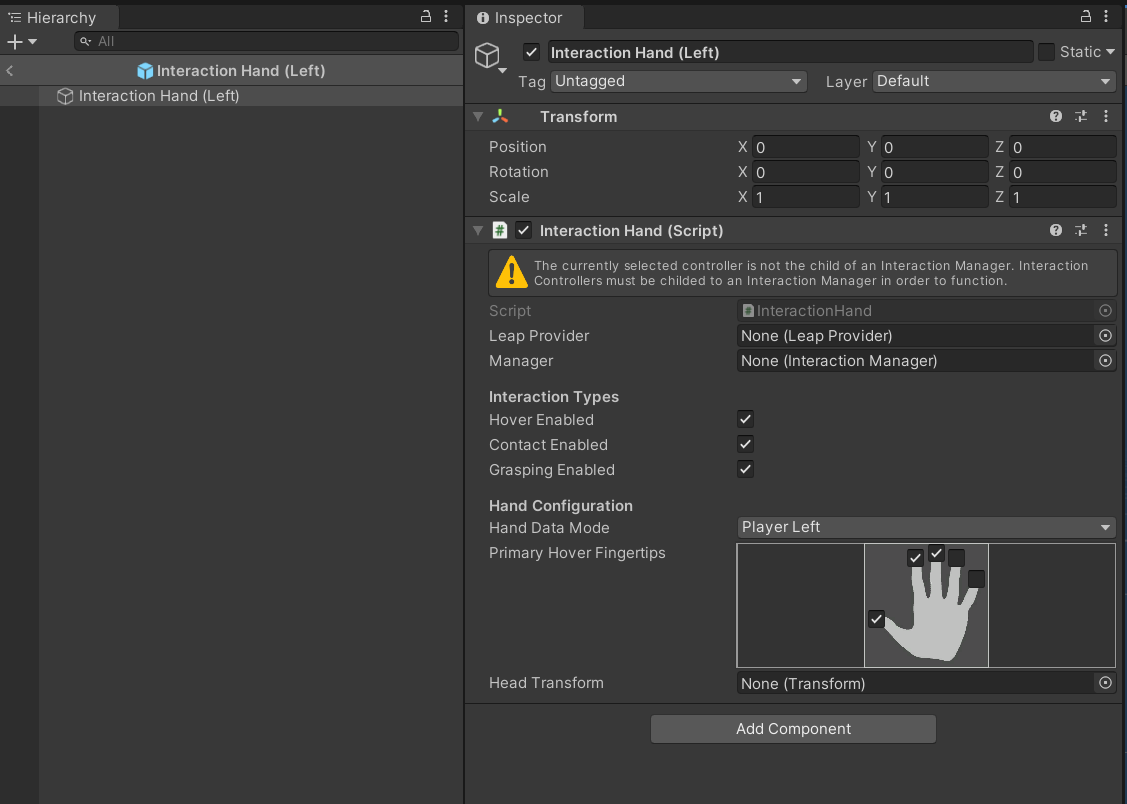 Hierarchy
All
Interaction Hand (Left)
Interaction Hand (Left)
Inspector
Interaction Hand (Left)
Static
Tag Untagged Layer Default
Transform
Position X 0 Y 0 Z 0
Rotation X 0 Y 0 Z 0
Scale X 1 Y 1 Z 1
# Interaction Hand (Script)
The currently selected controller is not the child of an Interaction Manager. Interaction
Controllers must be childed to an Interaction Manager in order to function.
Script InteractionHand
Leap Provider None (Leap Provider)
Manager None (Interaction Manager)
Interaction Types
Hover Enabled
Contact Enabled
Grasping Enabled
Hand Configuration
Hand Data Mode Player Left
Primary Hover Fingertips
Head Transform None (Transform)
Add Component